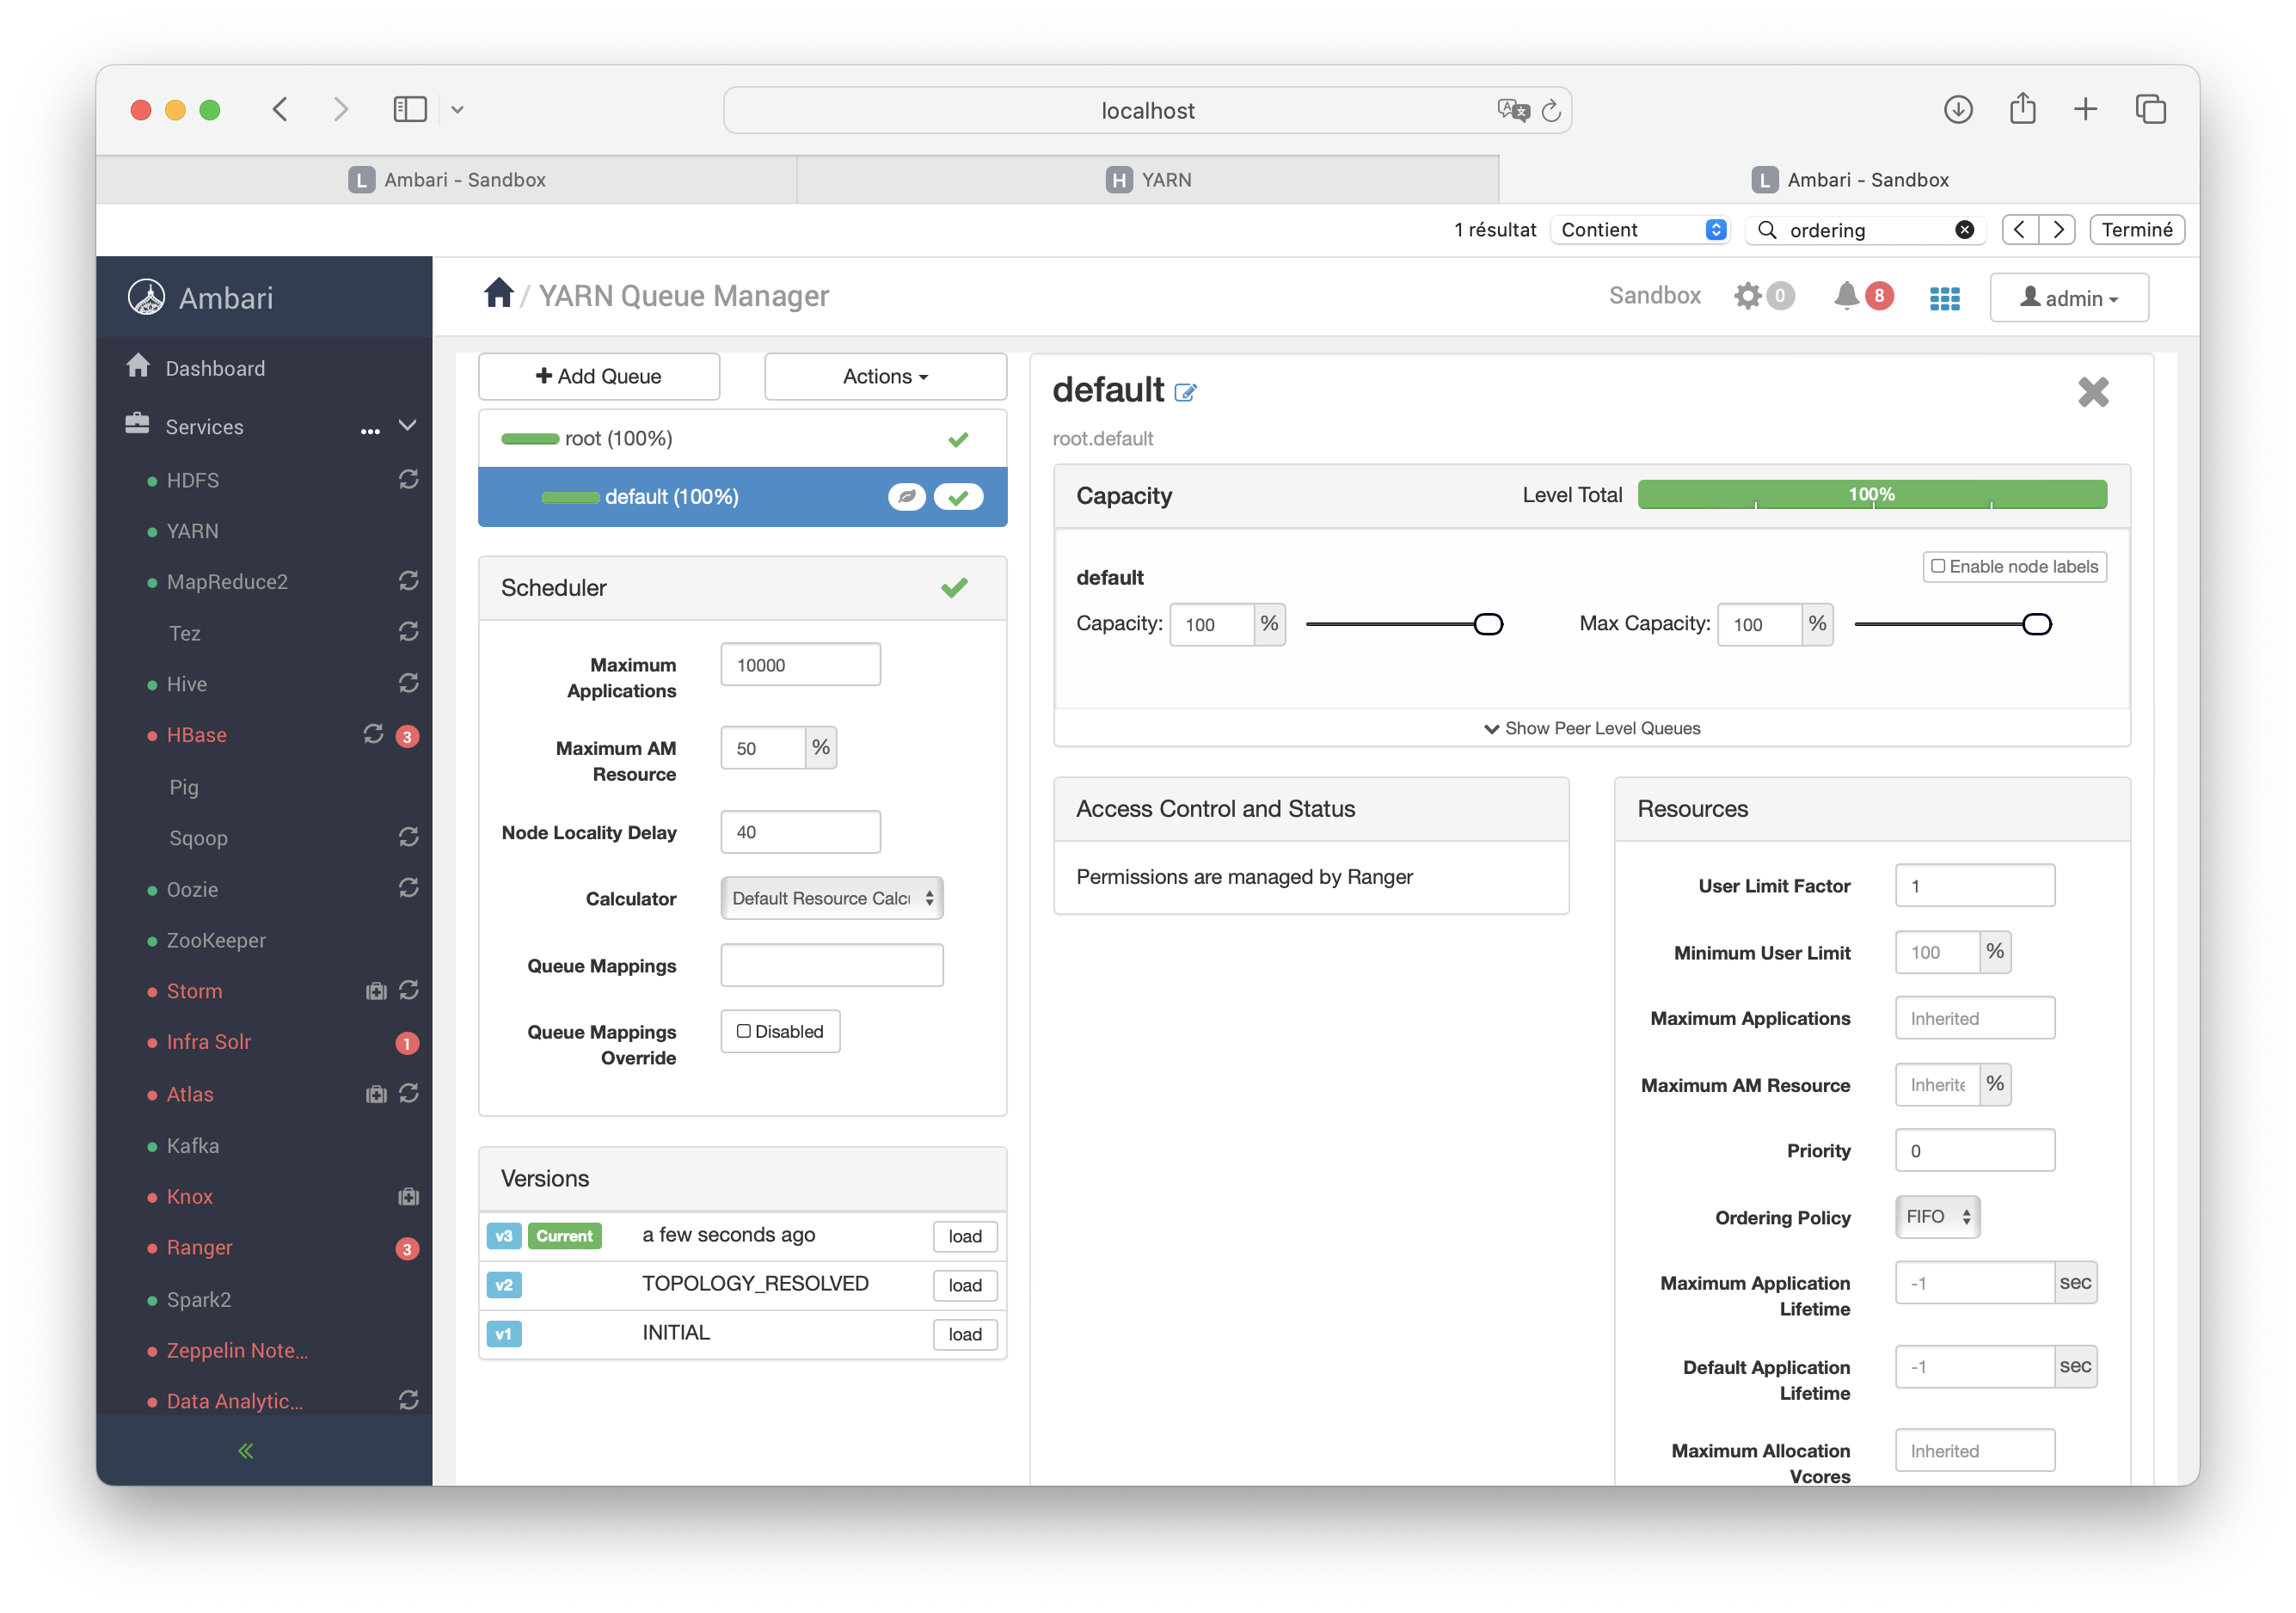 localhost
L Ambari - Sandbox
H YARN
L Ambari - Sandbox
1 résultat
Contient
ordering
Terminé
Ambari
/ YARN Queue Manager
Sandbox
0
8
admin
Dashboard
Services
HDFS
YARN
MapReduce2
Tez
Hive
HBase
3
Pig
Sqoop
Oozie
ZooKeeper
Storm
Infra Solr
1
Atlas
Kafka
Knox
Ranger
3
Spark2
Zeppelin Note...
Data Analytic...
+ Add Queue
Actions
root (100%)
default (100%)
Scheduler
Maximum Applications
10000
Maximum AM Resource
50 %
Node Locality Delay
40
Calculator
Default Resource Calc
Queue Mappings
Queue Mappings Override
Disabled
Versions
v3 Current a few seconds ago load
v2 TOPOLOGY_RESOLVED load
v1 INITIAL load
default
root.default
Capacity
Level Total
100%
Enable node labels
default
Capacity: 100 %
Max Capacity: 100 %
Show Peer Level Queues
Access Control and Status
Permissions are managed by Ranger
Resources
User Limit Factor
1
Minimum User Limit
100 %
Maximum Applications
Inherited
Maximum AM Resource
Inherite %
Priority
0
Ordering Policy
FIFO
Maximum Application Lifetime
-1 sec
Default Application Lifetime
-1 sec
Maximum Allocation Vcores
Inherited